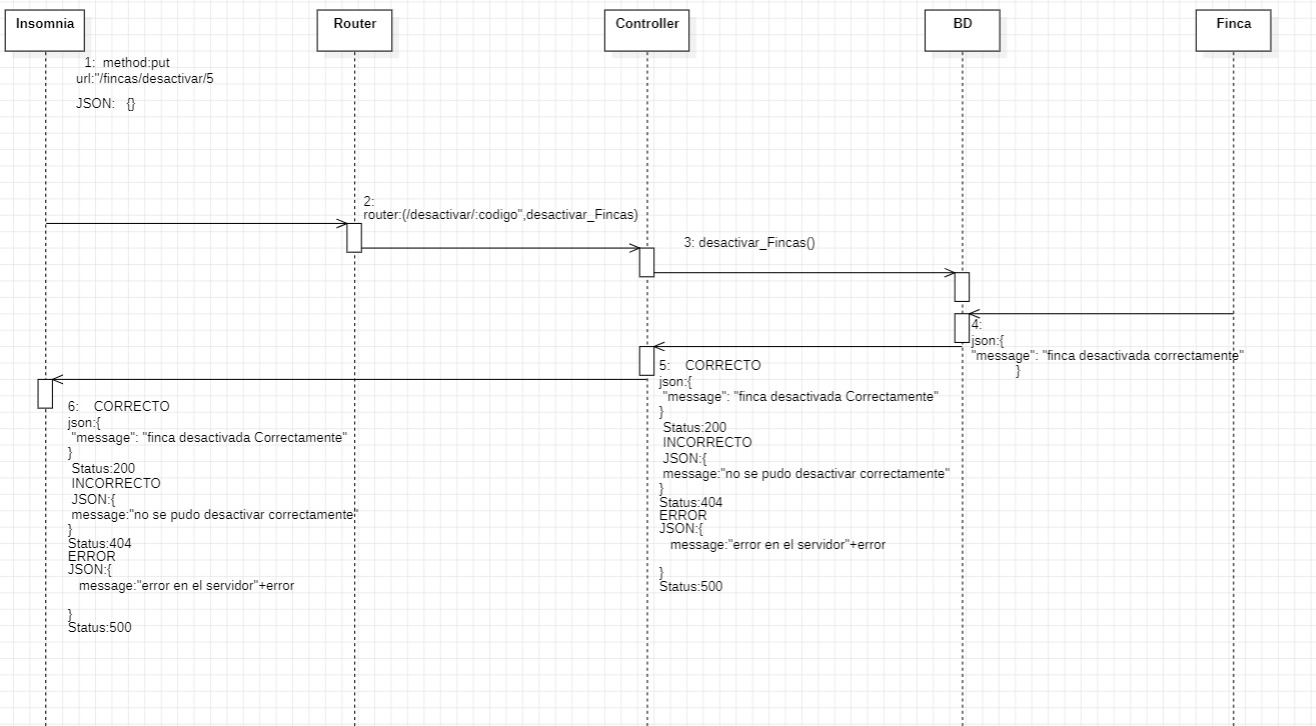 Insomnia
Router
Controller
BD
Finca
1: method:put
url:"/fincas/desactivar/5
JSON: {}
2:
router:(/desactivar/:codigo",desactivar_Fincas)
3: desactivar_Fincas()
4:
json:{
"message": "finca desactivada correctamente"
}
5: CORRECTO
json:{
"message": "finca desactivada Correctamente"
}
Status:200
INCORRECTO
JSON:{
message:"no se pudo desactivar correctamente"
}
Status:404
ERROR
JSON:{
message:"error en el servidor"+error
}
Status:500
6: CORRECTO
json:{
"message": "finca desactivada Correctamente"
}
Status:200
INCORRECTO
JSON:{
message:"no se pudo desactivar correctamente"
}
Status:404
ERROR
JSON:{
message:"error en el servidor"+error
}
Status:500